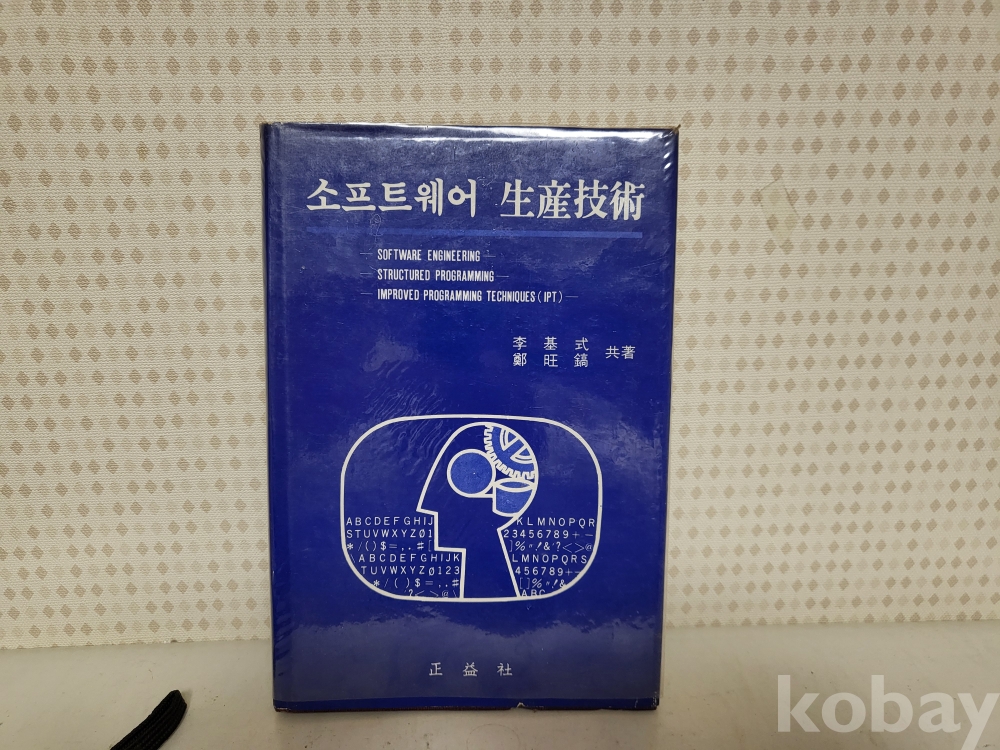 소프트웨어 生産技術
SOFTWARE ENGINEERING
STRUCTURED PROGRAMMING
IMPROVED PROGRAMMING TECHNIQUES (IPT)
李基式
鄭旺鎬 共著
ABCDEFGHIJ KLMNOPQR
STUVWXYZØ1 23456789+−
*/()$=,.#[ ]%"!&?<>@
\ABCDEFGHIJK LMNOPQRS
TUVWXYZØ123 456789+−
*/()$=,.# []%"!&
?<>@\ ABC
正益社
kobay